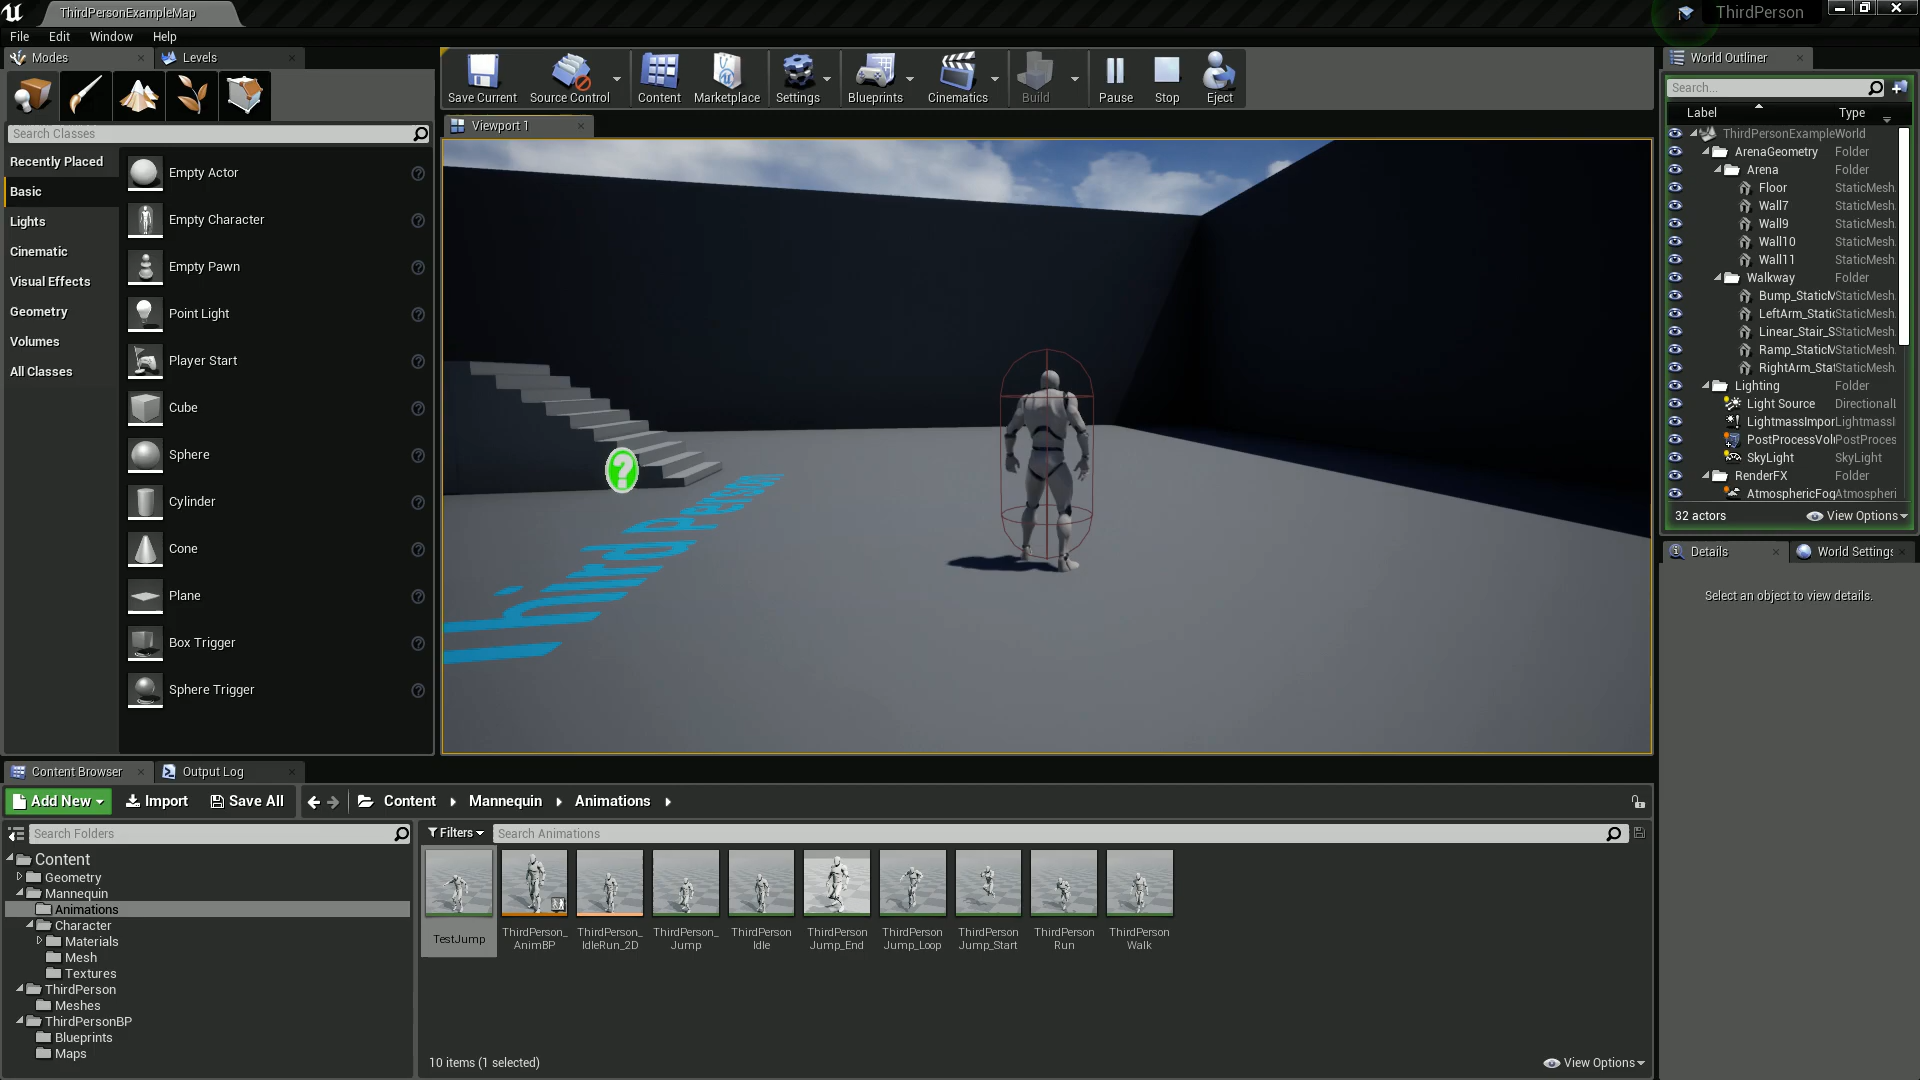 ThirdPersonExampleMap
ThirdPerson
File Edit Window Help
Modes
Levels
Save Current
Source Control
Content
Marketplace
Settings
Blueprints
Cinematics
Build
Pause
Stop
Eject
Search Classes
Recently Placed
Basic
Lights
Cinematic
Visual Effects
Geometry
Volumes
All Classes
Empty Actor
Empty Character
Empty Pawn
Point Light
Player Start
Cube
Sphere
Cylinder
Cone
Plane
Box Trigger
Sphere Trigger
Viewport 1
?
Third Person
World Outliner
Search...
Label Type
ThirdPersonExample World
ArenaGeometry Folder
Arena Folder
Floor StaticMesh
Wall7 StaticMesh
Wall9 StaticMesh
Wall10 StaticMesh
Wall11 StaticMesh
Walkway Folder
Bump_StaticM StaticMesh
LeftArm_Static StaticMesh
Linear_Stair_S StaticMesh
Ramp_StaticM StaticMesh
RightArm_Stat StaticMesh
Lighting Folder
Light Source DirectionalL
LightmassImpor LightmassI
PostProcessVolu PostProces
SkyLight SkyLight
RenderFX Folder
AtmosphericFog Atmospheri
32 actors
View Options
Details
World Settings
Select an object to view details.
Content Browser
Output Log
Add New
Import
Save All
Content Mannequin Animations
Search Folders
Filters
Search Animations
Content
Geometry
Mannequin
Animations
Character
Materials
Mesh
Textures
ThirdPerson
Meshes
ThirdPersonBP
Blueprints
Maps
TestJump
ThirdPerson_
AnimBP
ThirdPerson_
IdleRun_2D
ThirdPerson_
Jump
ThirdPerson
Idle
ThirdPerson
Jump_End
ThirdPerson
Jump_Loop
ThirdPerson
Jump_Start
ThirdPerson
Run
ThirdPerson
Walk
10 items (1 selected)
View Options